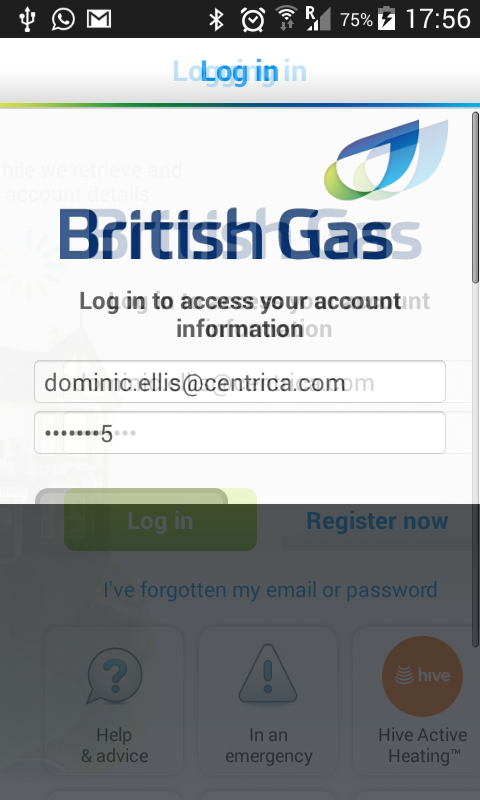 R
75%
17:56
Log in
while we retrieve and
account details
British Gas
Log in to access your account
information
dominic.ellis@centrica.com
•••••••5
Log in
Register now
I've forgotten my email or password
hive
Help
& advice
In an
emergency
Hive Active
Heating™